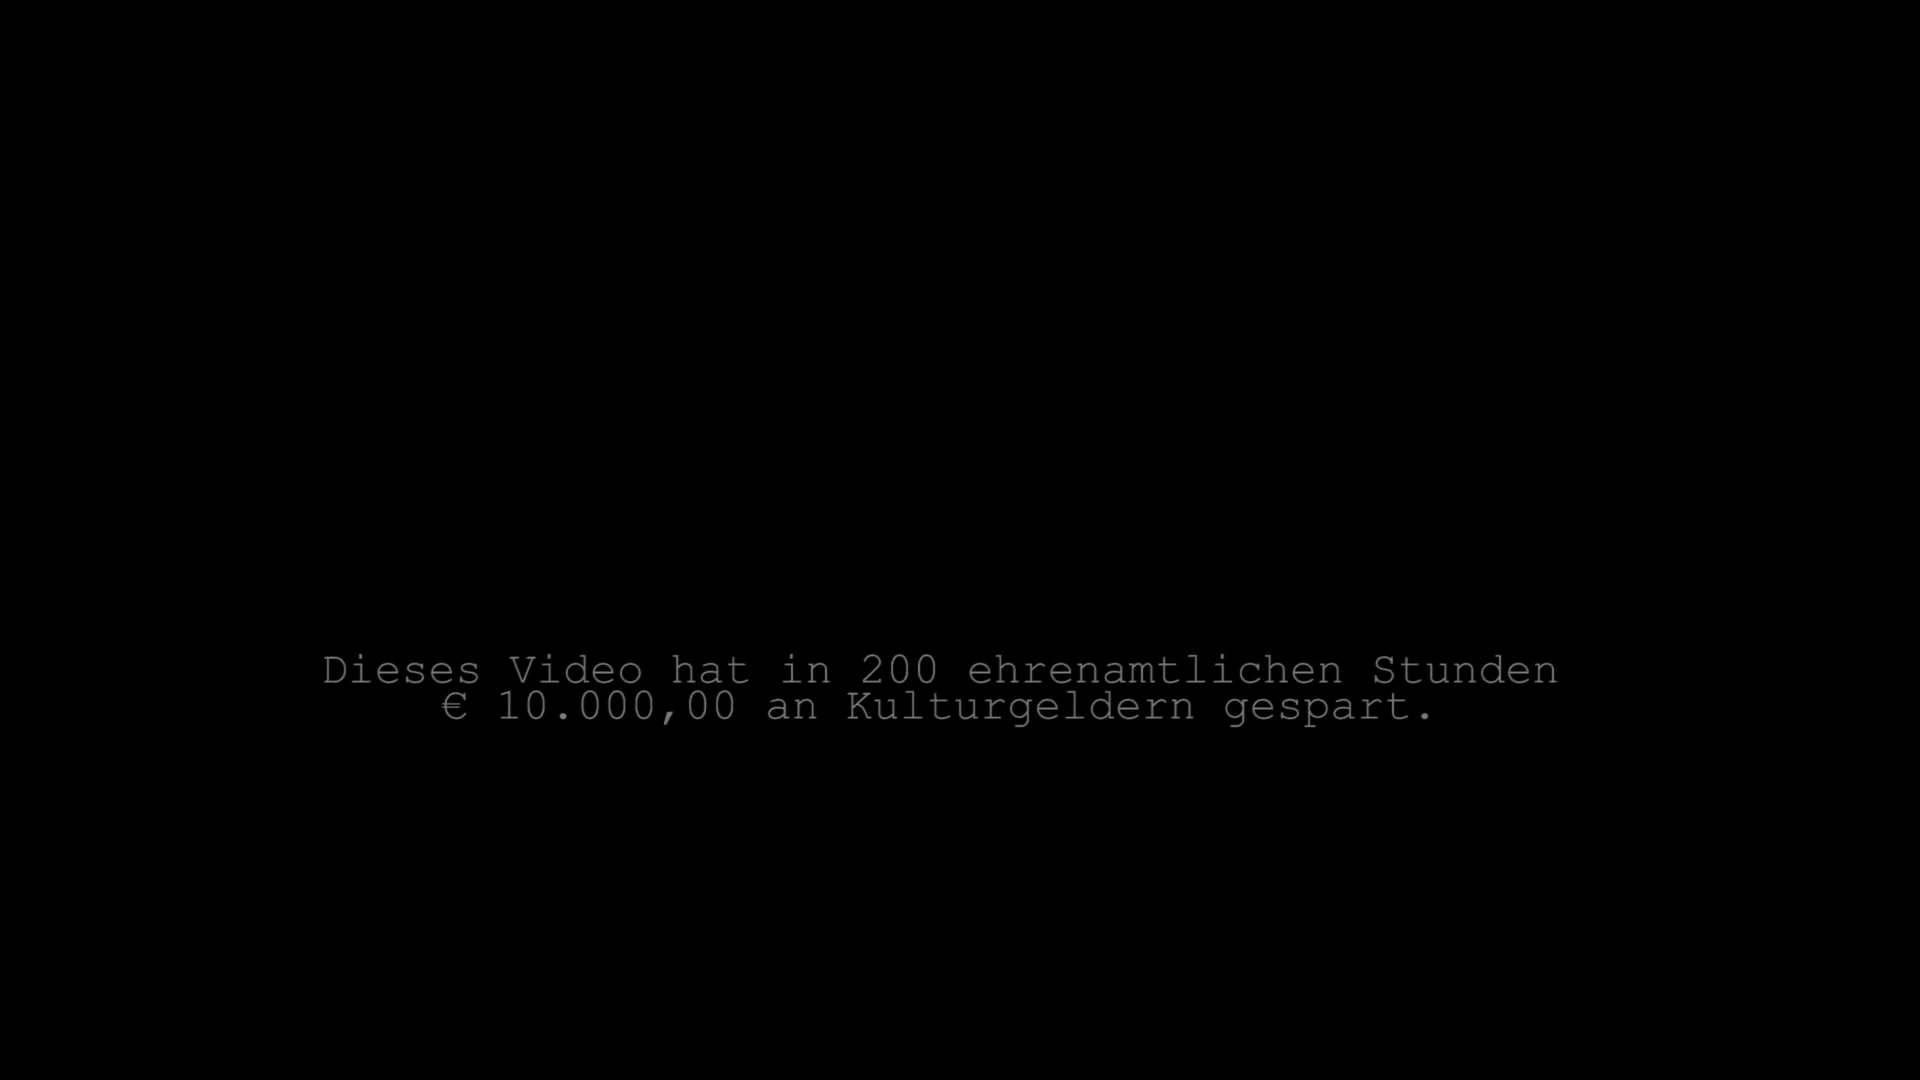 Dieses Video hat in 200 ehrenamtlichen Stunden
€ 10.000,00 an Kulturgeldern gespart.